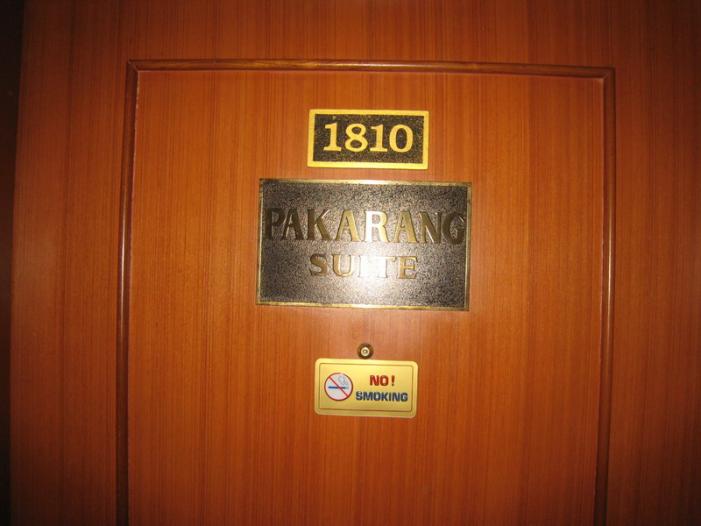 1810
PAKARANG
SUITE
NO!
SMOKING